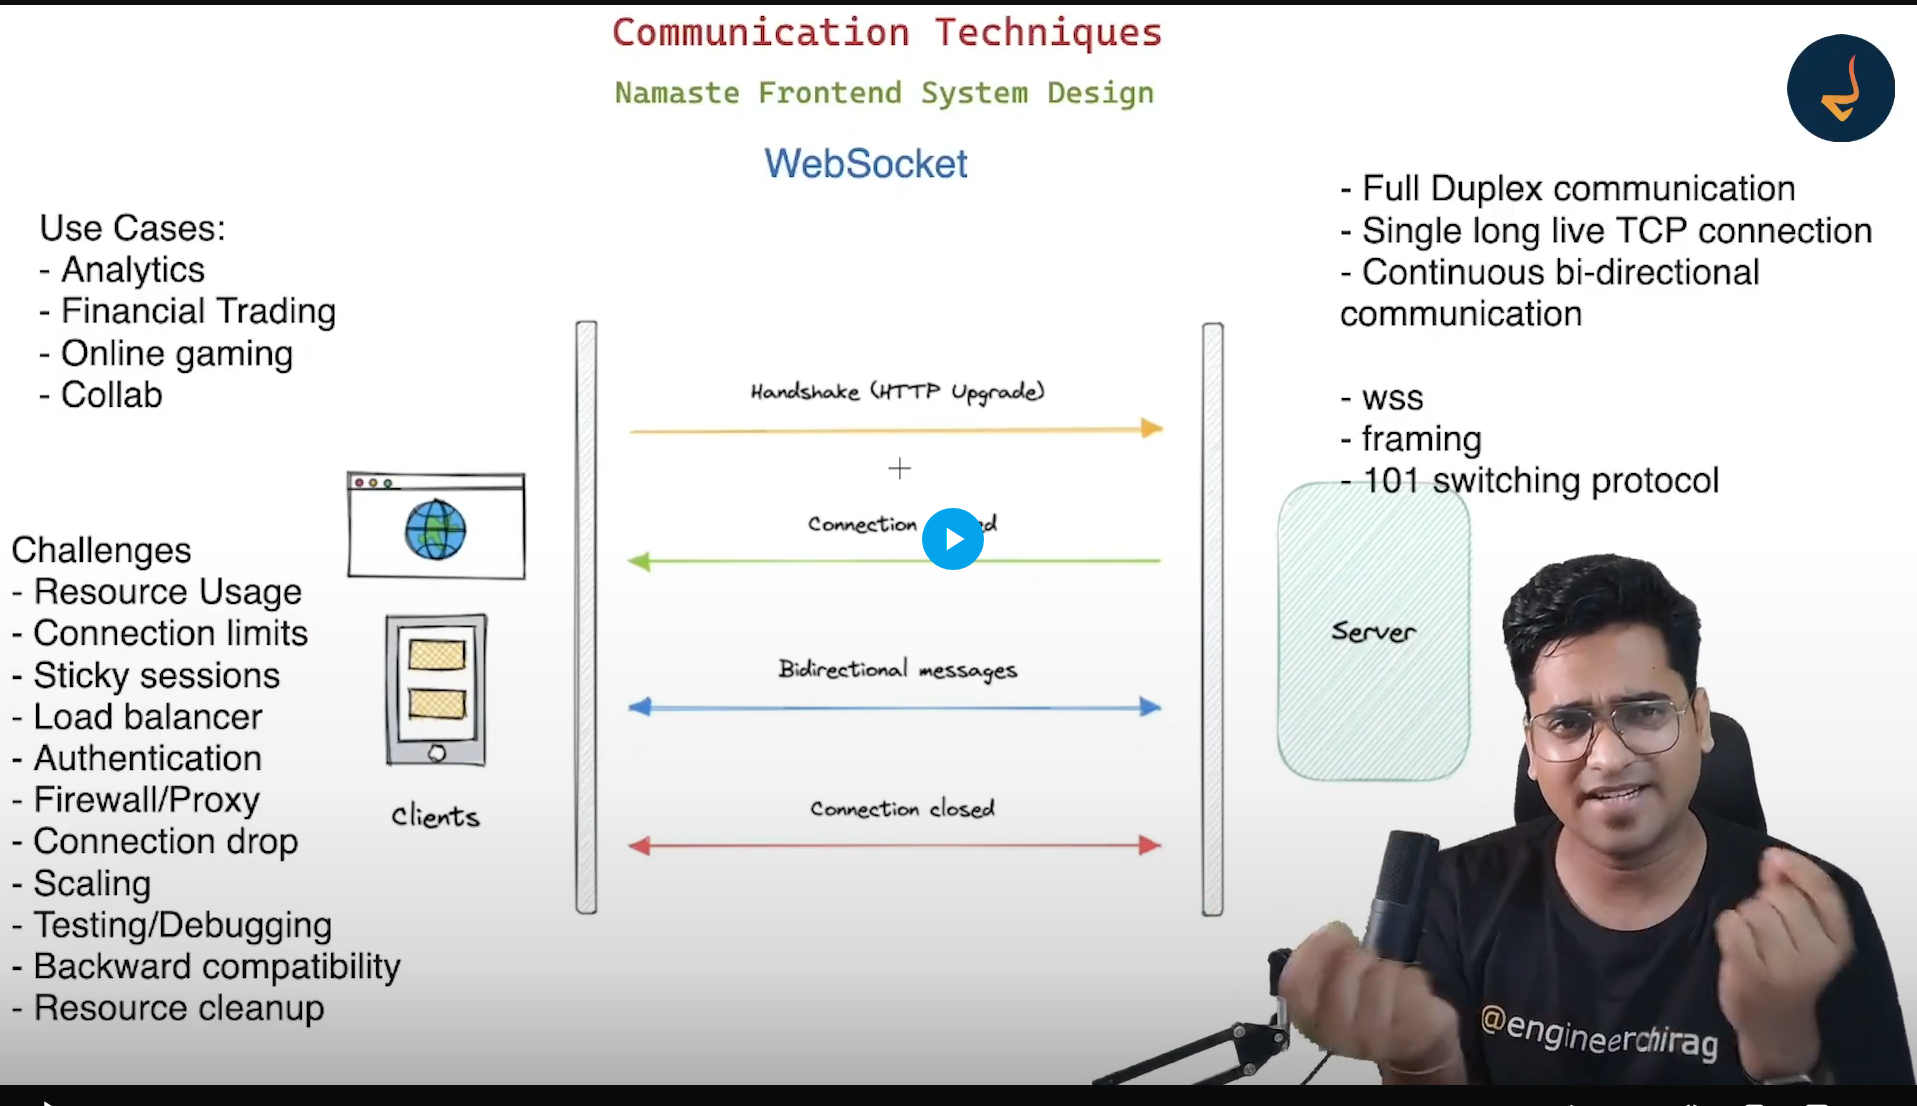 Communication Techniques
Namaste Frontend System Design
WebSocket
Use Cases:
- Analytics
- Financial Trading
- Online gaming
- Collab
- Full Duplex communication
- Single long live TCP connection
- Continuous bi-directional
communication
- wss
- framing
- 101 switching protocol
Handshake (HTTP Upgrade)
Connection
Bidirectional messages
Connection closed
Clients
Server
Challenges
- Resource Usage
- Connection limits
- Sticky sessions
- Load balancer
- Authentication
- Firewall/Proxy
- Connection drop
- Scaling
- Testing/Debugging
- Backward compatibility
- Resource cleanup
@engineerchirag